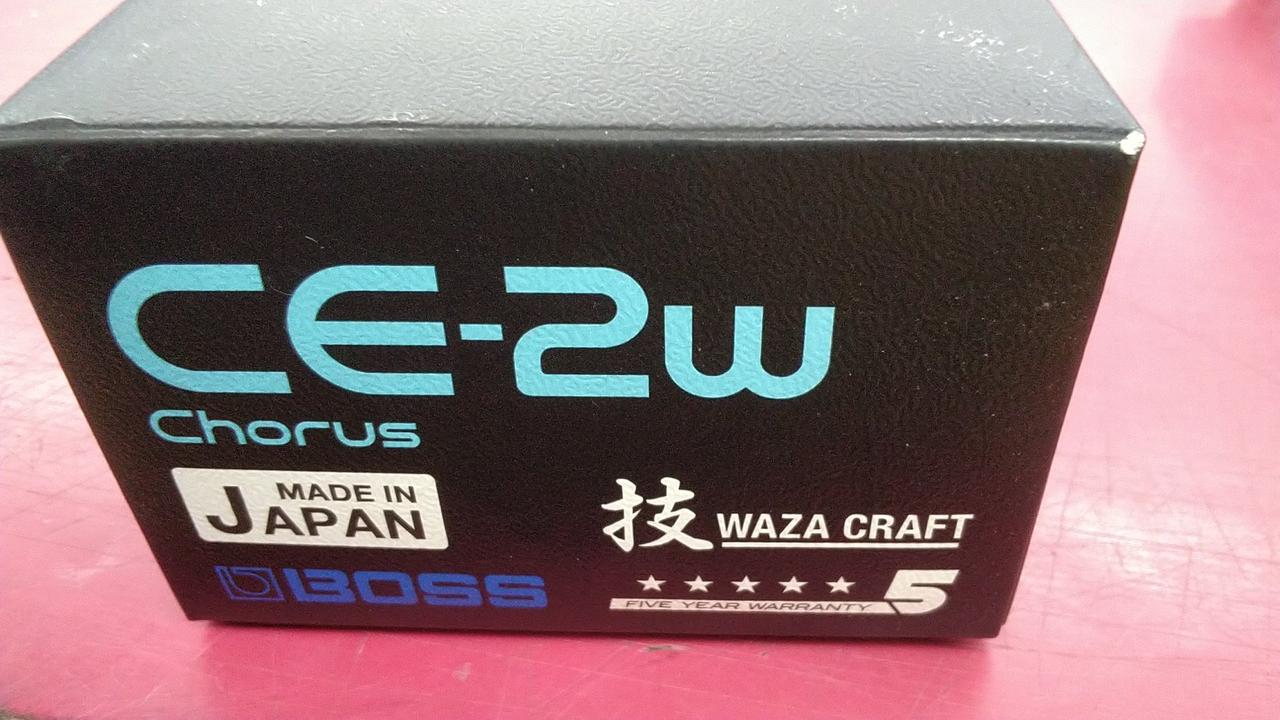 CE-2w
Chorus
MADE IN
JAPAN
技 WAZA CRAFT
BOSS
5
FIVE YEAR WARRANTY